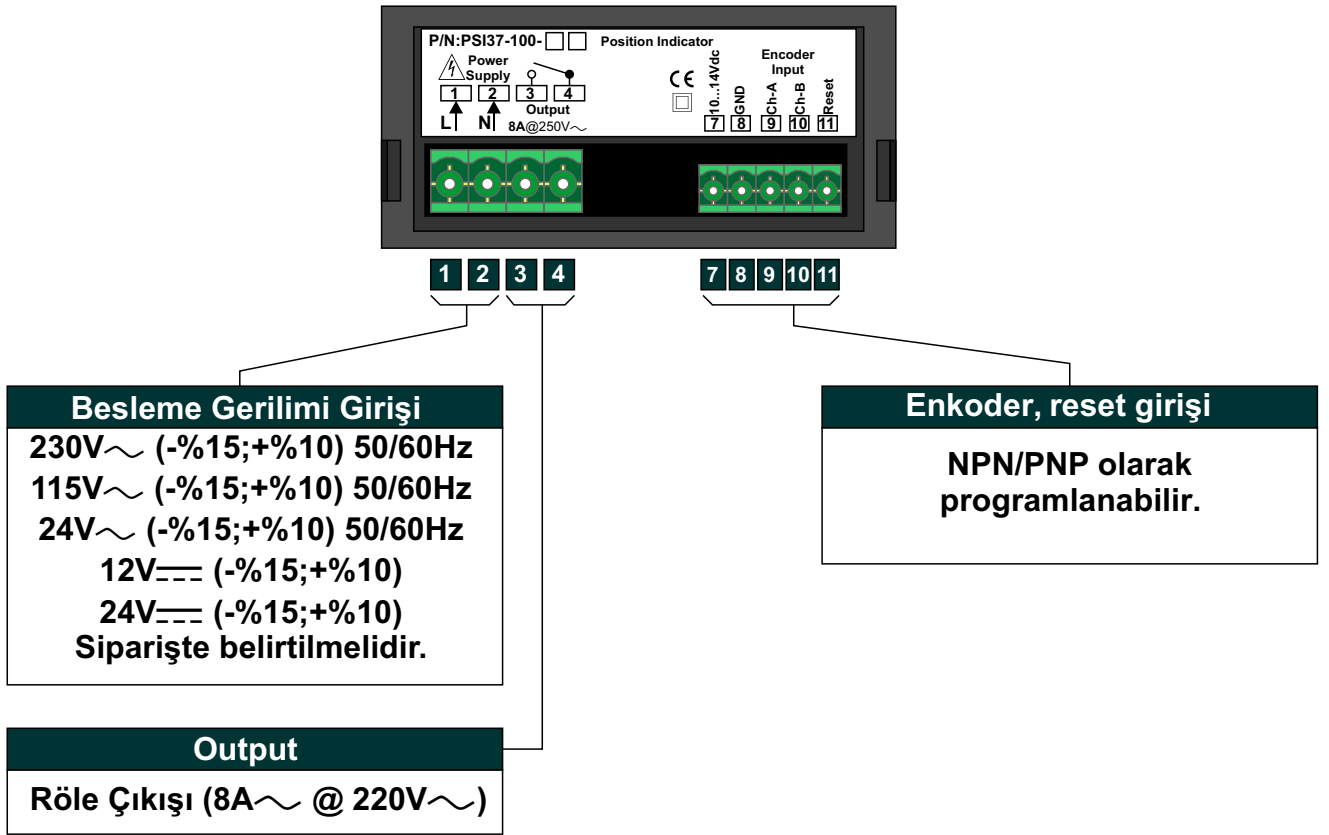 P/N:PSI37-100-□□ Position Indicator
Power
Supply
1 2 3 4
Output
L N 8A@250V～
CE
Encoder
Input
10...14Vdc
GND
Ch-A
Ch-B
Reset
7 8 9 10 11
1 2 3 4
7 8 9 10 11
Besleme Gerilimi Girişi
230V～ (-%15;+%10) 50/60Hz
115V～ (-%15;+%10) 50/60Hz
24V～ (-%15;+%10) 50/60Hz
12V⎓ (-%15;+%10)
24V⎓ (-%15;+%10)
Siparişte belirtilmelidir.
Enkoder, reset girişi
NPN/PNP olarak
programlanabilir.
Output
Röle Çıkışı (8A～ @ 220V～)